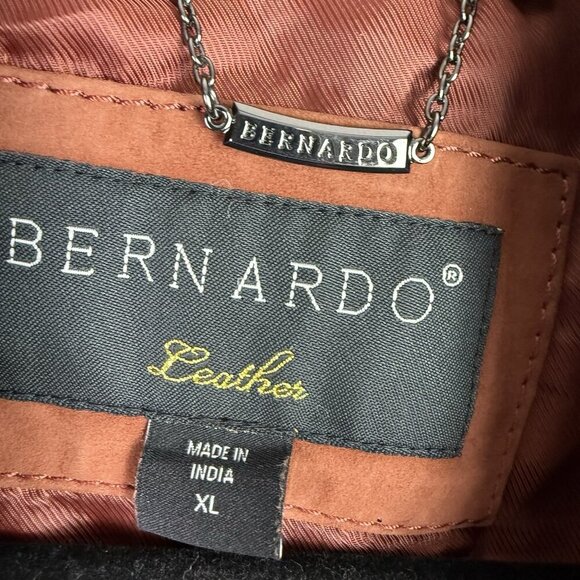 BERNARDO
BERNARDO®
Leather
MADE IN
INDIA
XL